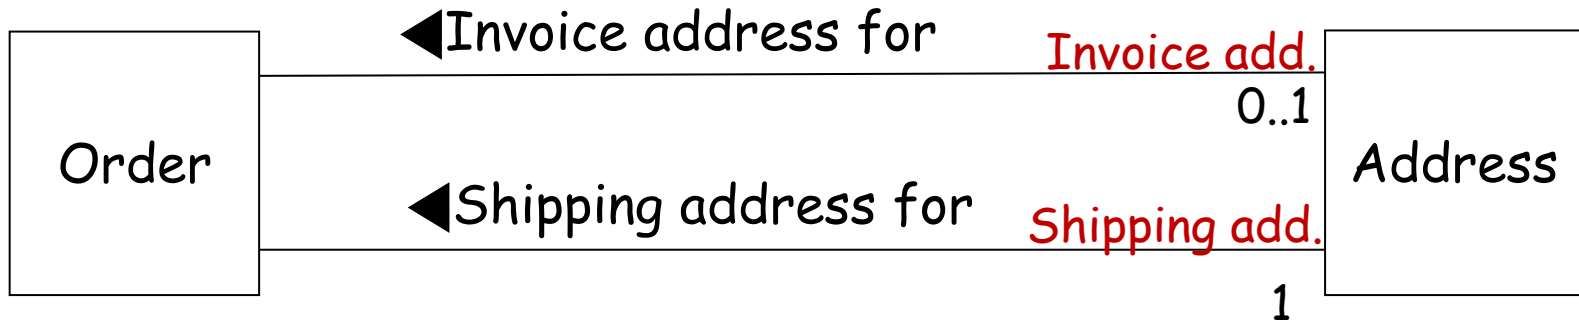 Invoice address for
Invoice add.
0..1
Order
Address
Shipping address for
Shipping add.
1